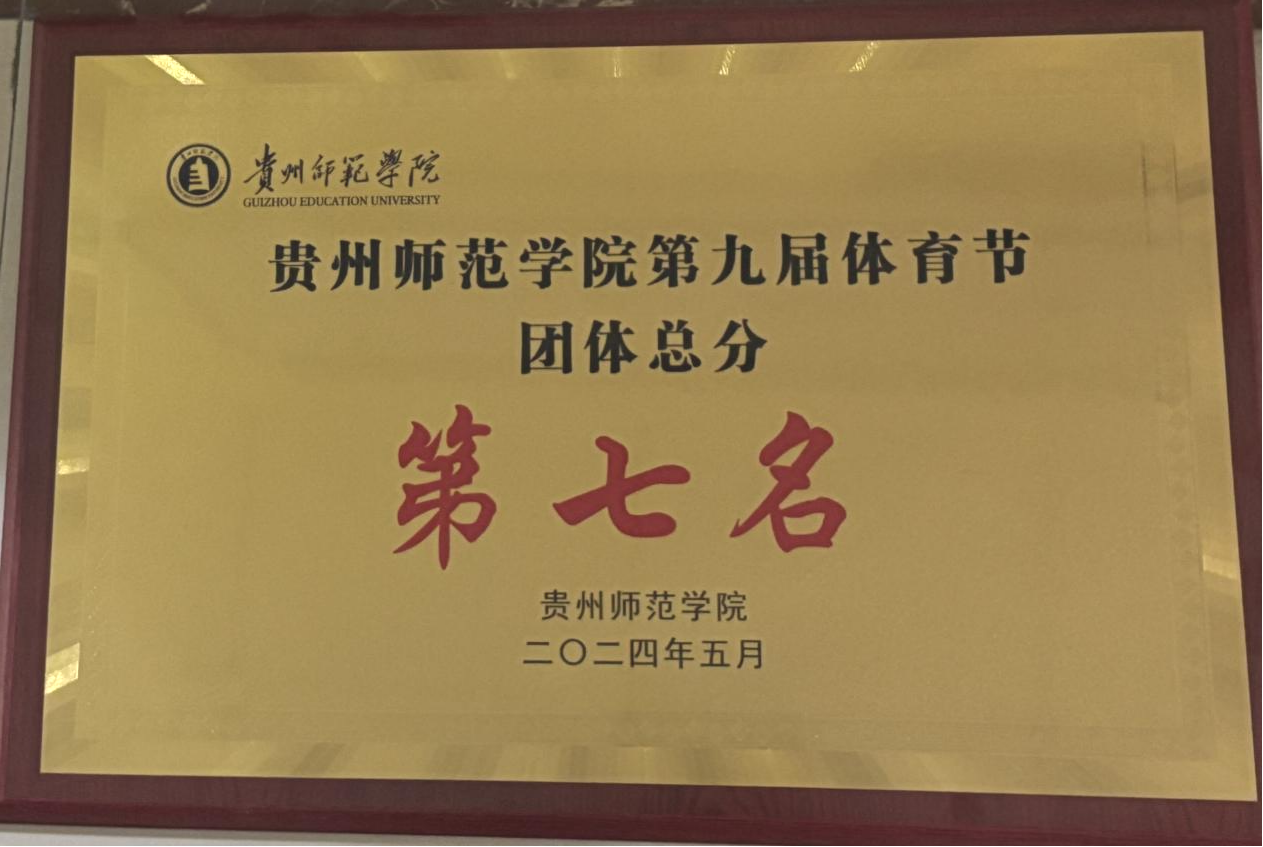 貴州師範學院
GUIZHOU EDUCATION UNIVERSITY
贵州师范学院第九届体育节
团体总分
第七名
贵州师范学院
二〇二四年五月